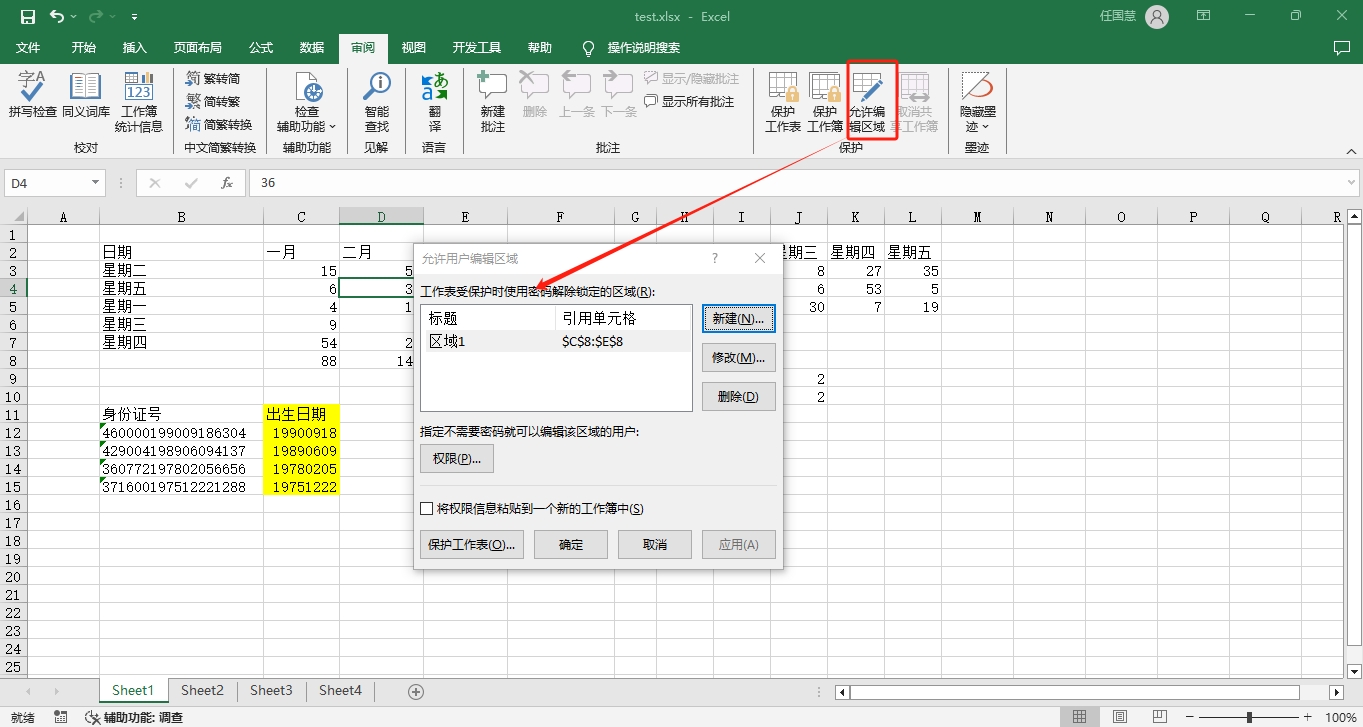 test.xlsx - Excel
任国慧
文件 开始 插入 页面布局 公式 数据 审阅 视图 开发工具 帮助 操作说明搜索
拼写检查 同义词库 工作簿统计信息
校对
繁转简
简转繁
简繁转换
中文简繁转换
检查辅助功能
辅助功能
智能查找
见解
翻译
语言
新建批注 删除 上一条 下一条
显示/隐藏批注
显示所有批注
批注
保护工作表 保护工作簿 允许编辑区域 取消共享工作簿
保护
隐藏墨迹
墨迹
D4 fx 36
A B C D E F G H I J K L M N O P Q R
1
2 日期 一月 二月 星期三 星期四 星期五
3 星期二 15 5 8 27 35
4 星期五 6 3 6 53 5
5 星期一 4 1 30 7 19
6 星期三 9
7 星期四 54 2
8 88 14
9 2
10 2
11 身份证号 出生日期
12 460000199009186304 19900918
13 429004198906094137 19890609
14 360772197802056656 19780205
15 371600197512221288 19751222
16
17
18
19
20
21
22
23
24
25
允许用户编辑区域 ?
工作表受保护时使用密码解除锁定的区域(R):
标题 引用单元格
区域1 $C$8:$E$8
新建(N)...
修改(M)...
删除(D)
指定不需要密码就可以编辑该区域的用户:
权限(P)...
将权限信息粘贴到一个新的工作簿中(S)
保护工作表(O)... 确定 取消 应用(A)
Sheet1 Sheet2 Sheet3 Sheet4
就绪 辅助功能: 调查 100%